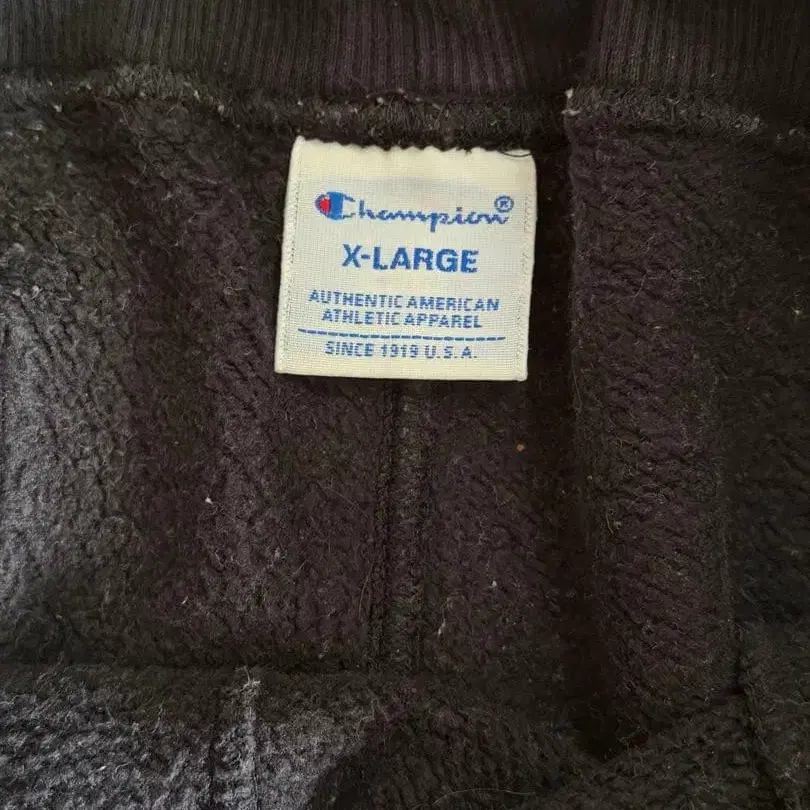 Champion®
X-LARGE
AUTHENTIC AMERICAN
ATHLETIC APPAREL
SINCE 1919 U.S.A.